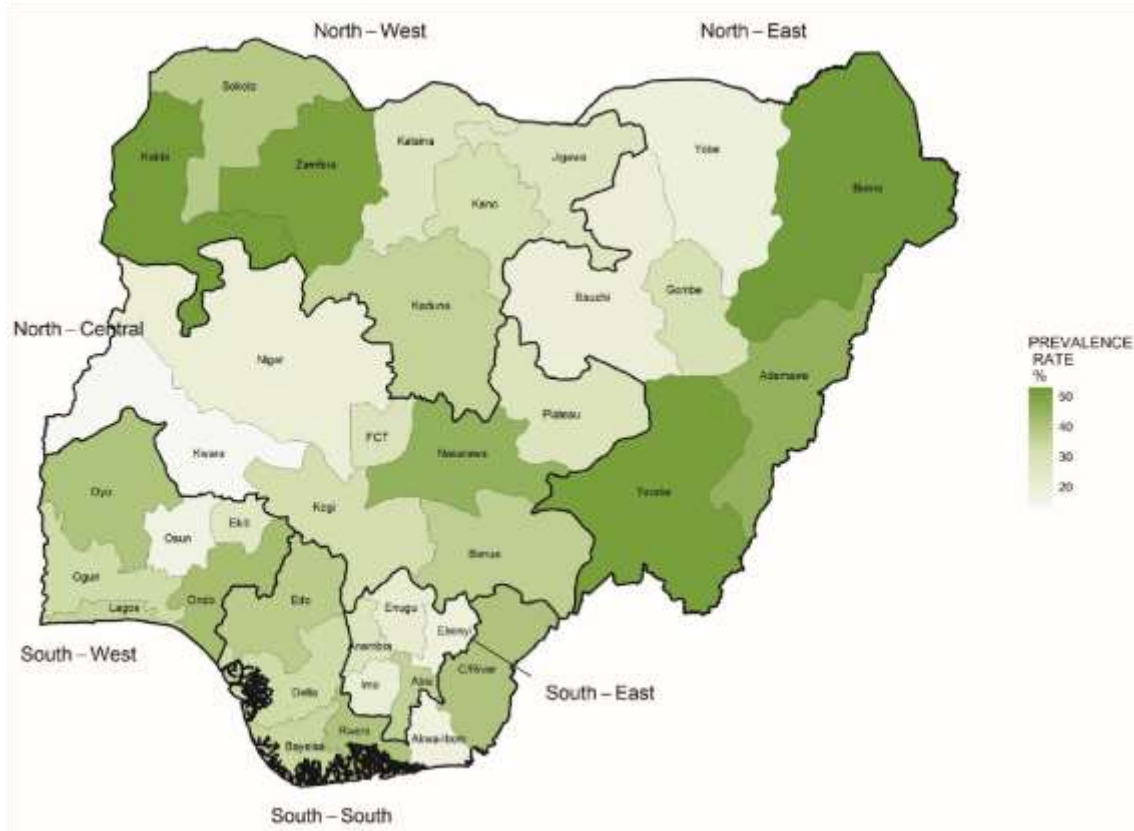 North – West
North – East
Sokoto
Kebbi
Zamfara
Katsina
Jigawa
Kano
Yobe
Borno
Bauchi
Gombe
Kaduna
North – Central
Niger
Adamawa
PREVALENCE
RATE
%
50
40
30
20
Plateau
FCT
Nasarawa
Kwara
Oyo
Kogi
Taraba
Osun
Ekiti
Benue
Ogun
Lagos
Ondo
Edo
Enugu
Ebonyi
Anambra
South – West
C/River
Imo
Abia
Delta
South – East
Rivers
Bayelsa
Akwa-Ibom
South – South